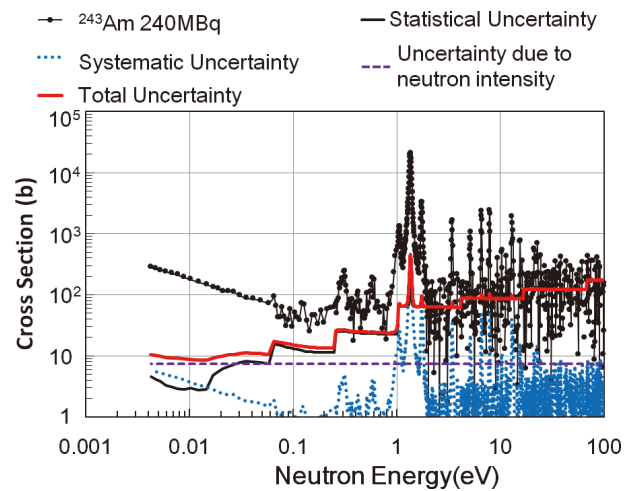 ²⁴³Am 240MBq
Statistical Uncertainty
Systematic Uncertainty
Uncertainty due to
neutron intensity
Total Uncertainty
Cross Section (b)
10⁵
10⁴
10³
10²
10
1
0.001 0.01 0.1 1 10 100
Neutron Energy(eV)